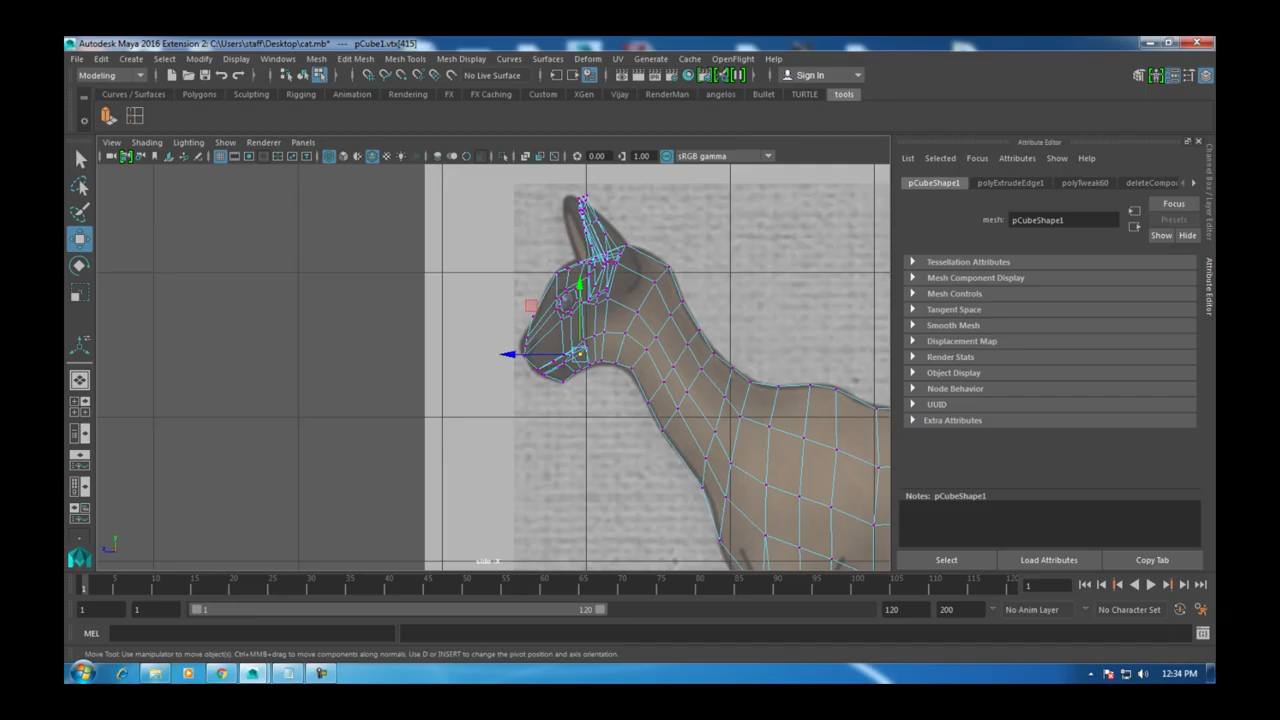 Autodesk Maya 2016 Extension 2: C:\Users\staff\Desktop\cat.mb* --- pCube1.vtx[415]
File Edit Create Select Modify Display Windows Mesh Edit Mesh Mesh Tools Mesh Display Curves Surfaces Deform UV Generate Cache OpenFlight Help
Modeling No Live Surface Sign In
Curves / Surfaces Polygons Sculpting Rigging Animation Rendering FX FX Caching Custom XGen Vijay RenderMan angelos Bullet TURTLE tools
View Shading Lighting Show Renderer Panels
0.00 1.00 sRGB gamma
Attribute Editor
List Selected Focus Attributes Show Help
pCubeShape1 polyExtrudeEdge1 polyTweak60 deleteCompo
mesh: pCubeShape1
Focus
Presets
Show Hide
Tessellation Attributes
Mesh Component Display
Mesh Controls
Tangent Space
Smooth Mesh
Displacement Map
Render Stats
Object Display
Node Behavior
UUID
Extra Attributes
Notes: pCubeShape1
Select Load Attributes Copy Tab
Channel Box / Layer Editor
Attribute Editor
side -X
5 10 15 20 25 30 35 40 45 50 55 60 65 70 75 80 85 90 95 100 105 110 115 120
1
1 1 1 120 120 200 No Anim Layer No Character Set
MEL
Move Tool: Use manipulator to move object(s). Ctrl+MMB+drag to move components along normals. Use D or INSERT to change the pivot position and axis orientation.
12:34 PM